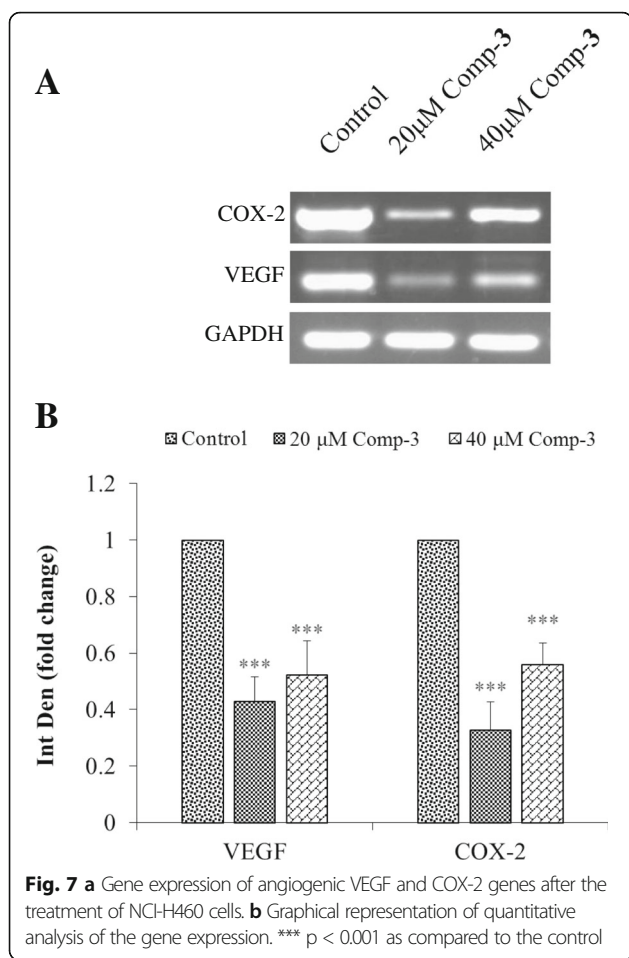 A
Control
20µM Comp-3
40µM Comp-3
COX-2
VEGF
GAPDH
B
Control 20 µM Comp-3 40 µM Comp-3
Int Den (fold change)
1.2
1
0.8
0.6
0.4
0.2
0
***
***
***
***
VEGF COX-2
Fig. 7 a Gene expression of angiogenic VEGF and COX-2 genes after the
treatment of NCI-H460 cells. b Graphical representation of quantitative
analysis of the gene expression. *** p < 0.001 as compared to the control